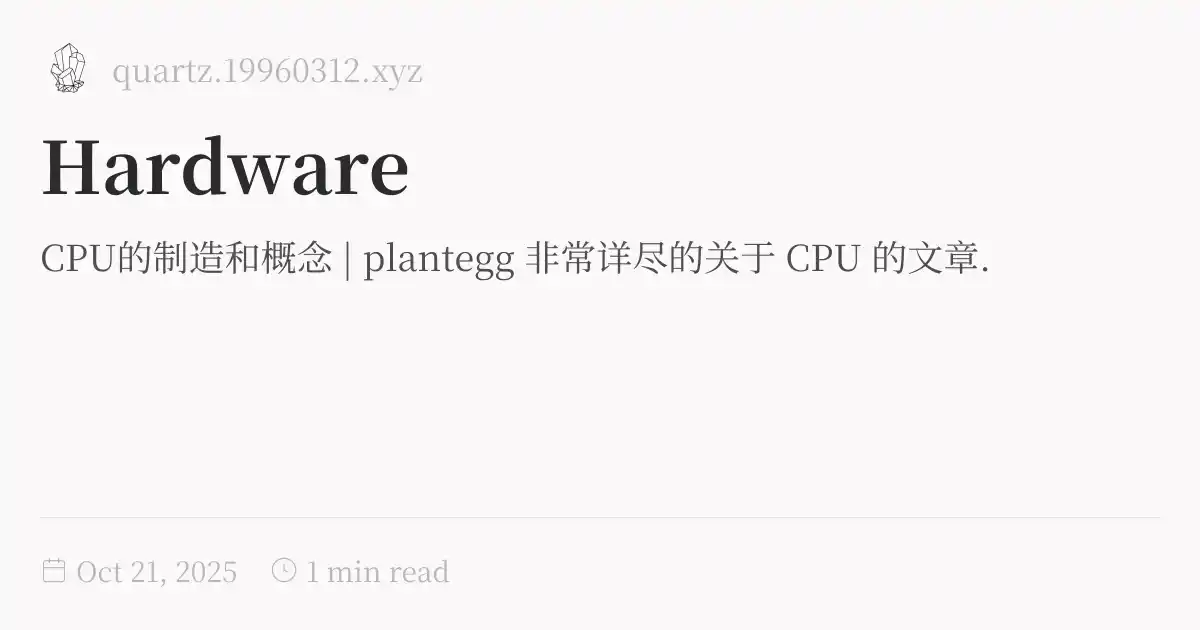 quartz.19960312.xyz
Hardware
CPU的制造和概念 | plantegg 非常详尽的关于 CPU 的文章.
Oct 21, 2025 1 min read